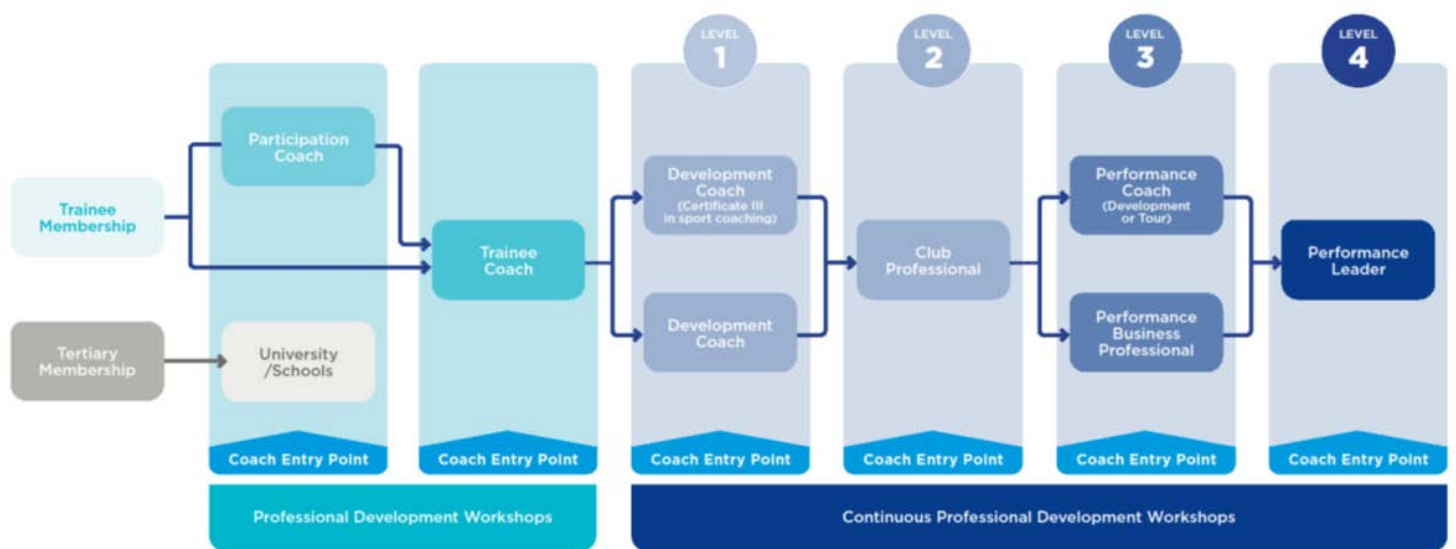 LEVEL
1
LEVEL
2
LEVEL
3
LEVEL
4
Trainee
Membership
Tertiary
Membership
Participation
Coach
University
/Schools
Trainee
Coach
Development
Coach
(Certificate III
in sport coaching)
Development
Coach
Club
Professional
Performance
Coach
(Development
or Tour)
Performance
Business
Professional
Performance
Leader
Coach Entry Point
Coach Entry Point
Coach Entry Point
Coach Entry Point
Coach Entry Point
Coach Entry Point
Professional Development Workshops
Continuous Professional Development Workshops